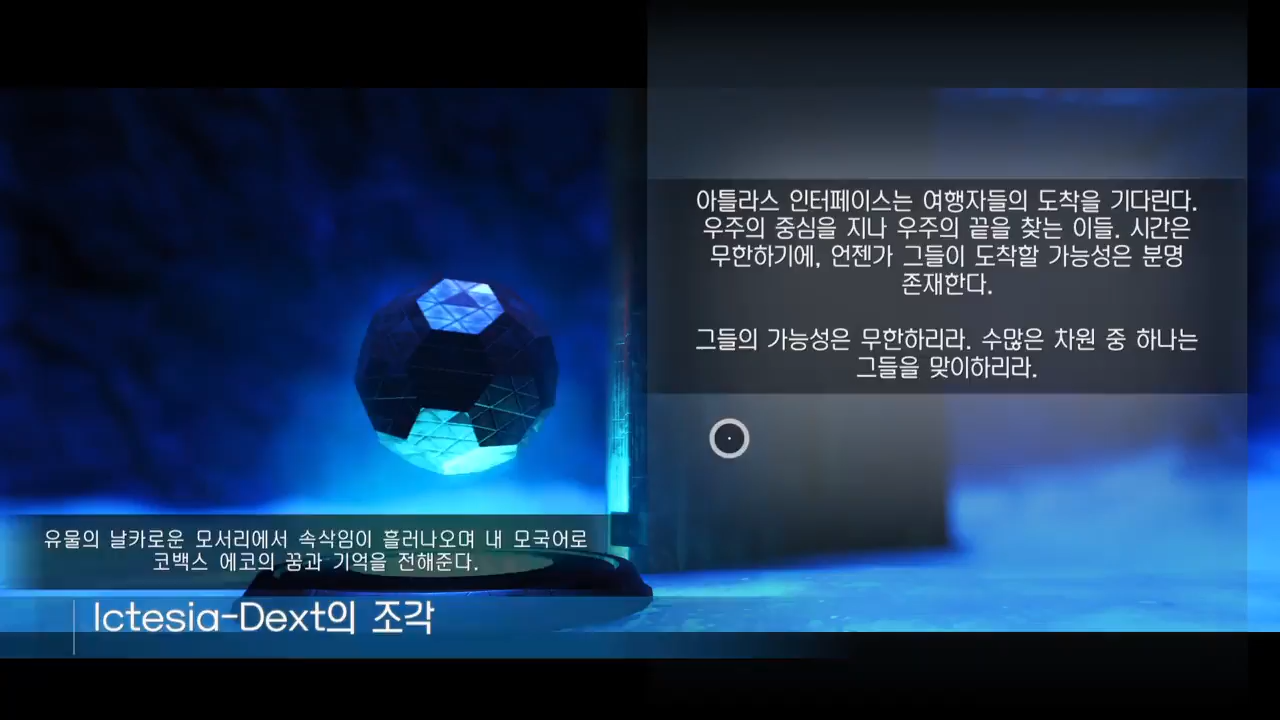 아틀라스 인터페이스는 여행자들의 도착을 기다린다.
우주의 중심을 지나 우주의 끝을 찾는 이들. 시간은
무한하기에, 언젠가 그들이 도착할 가능성은 분명
존재한다.
그들의 가능성은 무한하리라. 수많은 차원 중 하나는
그들을 맞이하리라.
유물의 날카로운 모서리에서 속삭임이 흘러나오며 내 모국어로
코백스 에코의 꿈과 기억을 전해준다.
Ictesia-Dext의 조각